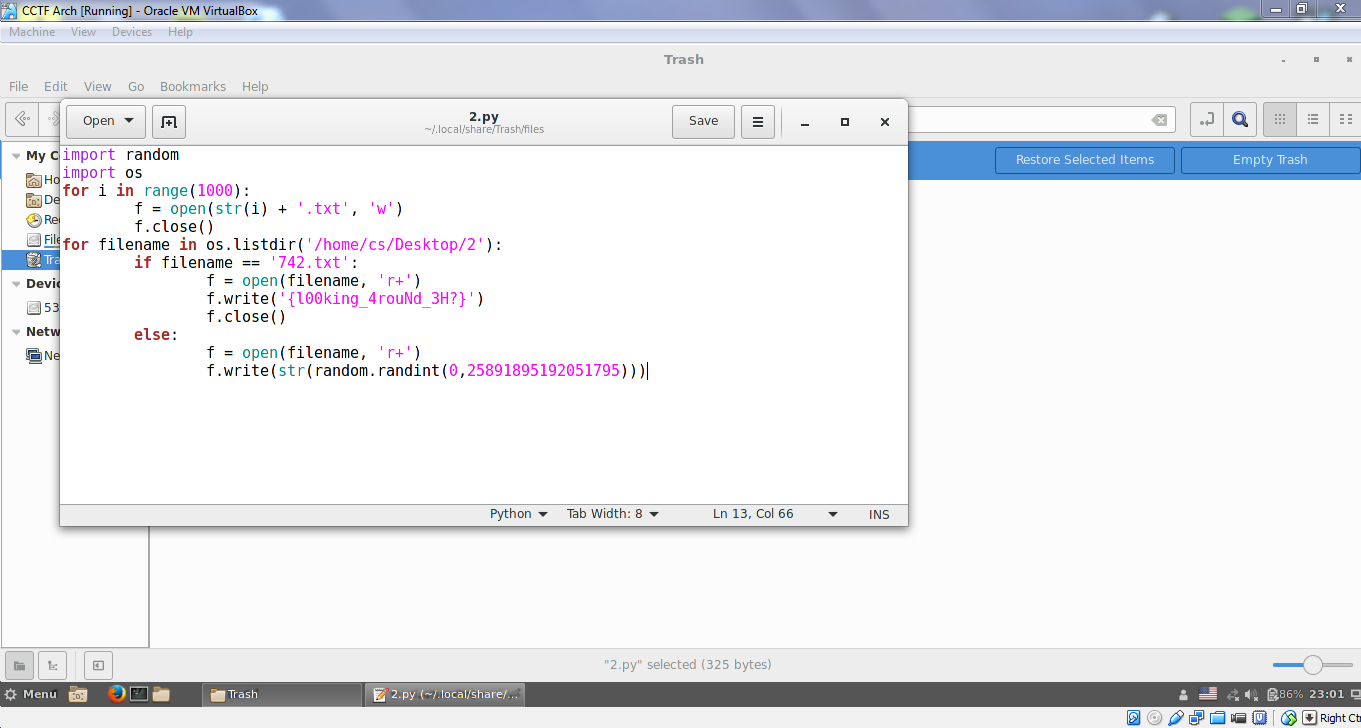 CCTF Arch [Running] - Oracle VM VirtualBox
Machine View Devices Help
Trash
File Edit View Go Bookmarks Help
Open
2.py
~/.local/share/Trash/files
Save
Restore Selected Items
Empty Trash
My C
Ho
De
Re
File
Tra
Devic
53
Netw
Ne
import random
import os
for i in range(1000):
f = open(str(i) + '.txt', 'w')
f.close()
for filename in os.listdir('/home/cs/Desktop/2'):
if filename == '742.txt':
f = open(filename, 'r+')
f.write('{l00king_4rouNd_3H?}')
f.close()
else:
f = open(filename, 'r+')
f.write(str(random.randint(0,25891895192051795)))
Python
Tab Width: 8
Ln 13, Col 66
INS
"2.py" selected (325 bytes)
Menu
Trash
2.py (~/.local/share/...
86%
23:01
Right Ctr